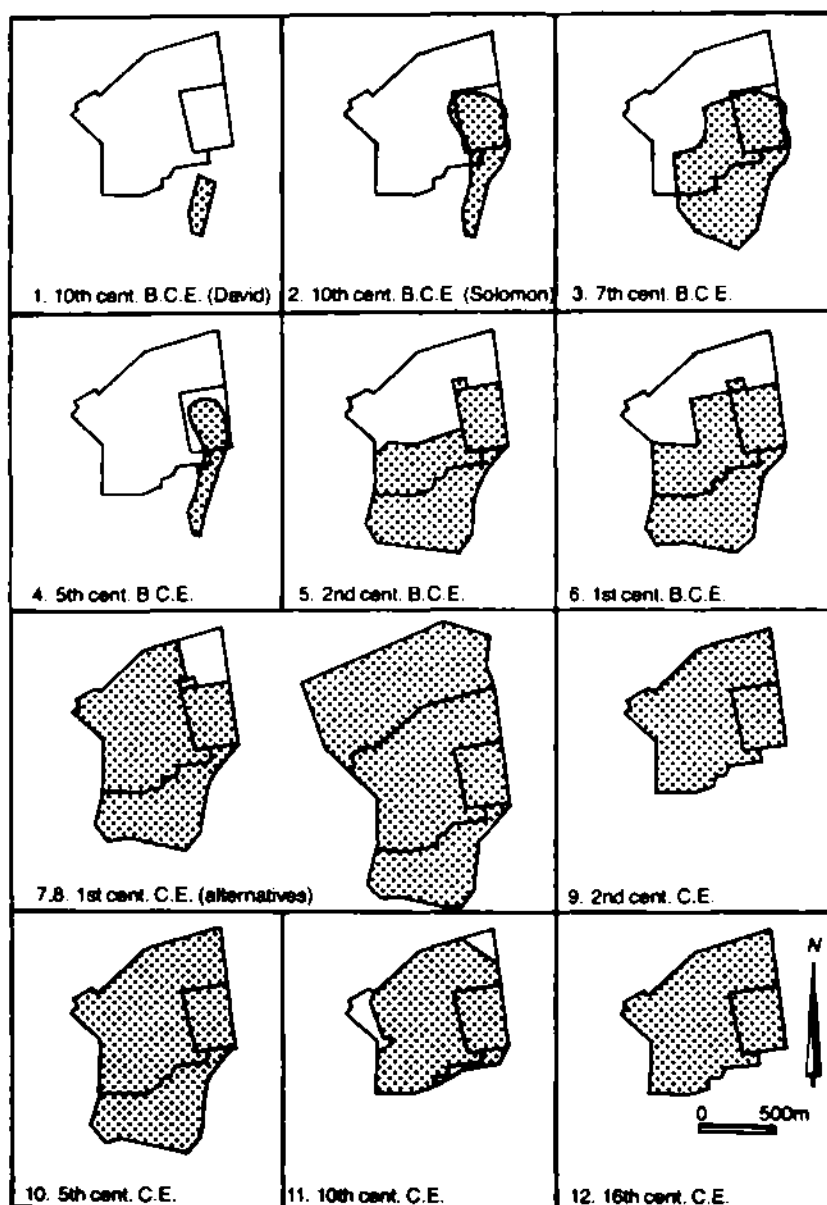 1. 10th cent. B.C.E. (David)
2. 10th cent. B.C.E (Solomon)
3. 7th cent. B.C E.
4. 5th cent. B C.E.
5. 2nd cent. B.C.E.
6. 1st cent. B.C.E.
7.8. 1st cent. C.E. (alternatives)
9. 2nd cent. C.E.
10. 5th cent. C.E.
11. 10th cent. C.E.
N
0 500m
12. 16th cent. C.E.